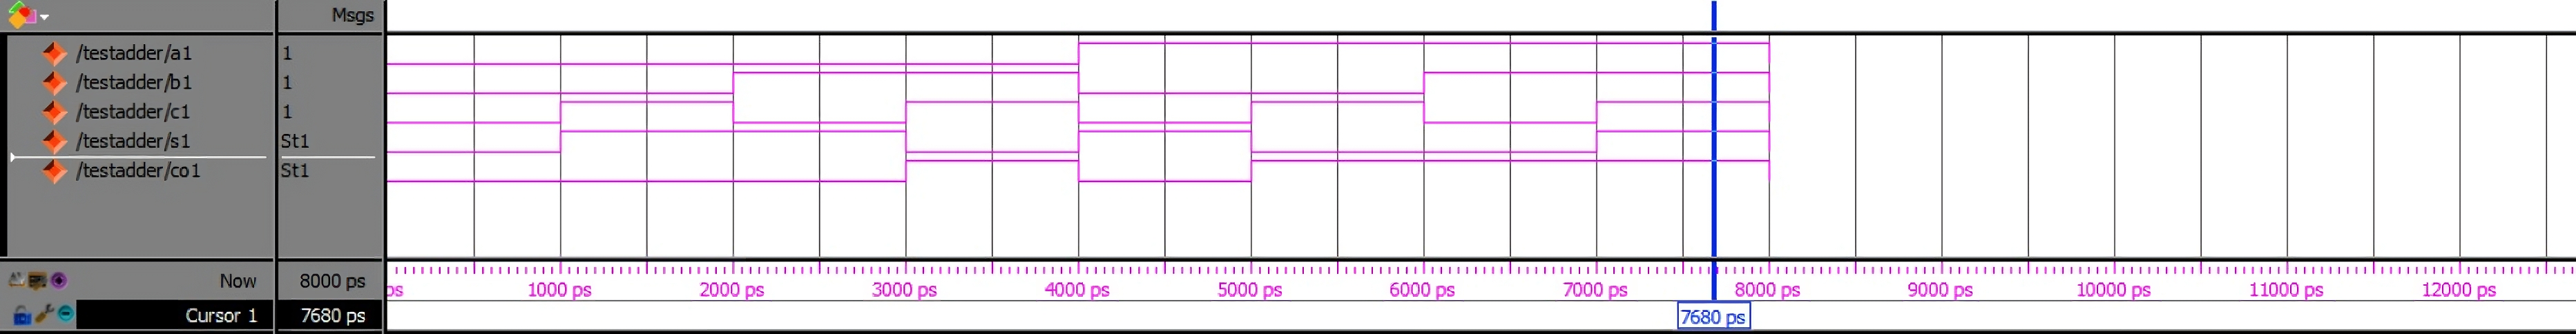 Msgs
/testadder/a1 1
/testadder/b1 1
/testadder/c1 1
/testadder/s1 St1
/testadder/co1 St1
Now 8000 ps
ps 1000 ps 2000 ps 3000 ps 4000 ps 5000 ps 6000 ps 7000 ps 8000 ps 9000 ps 10000 ps 11000 ps 12000 ps
Cursor 1 7680 ps
7680 ps